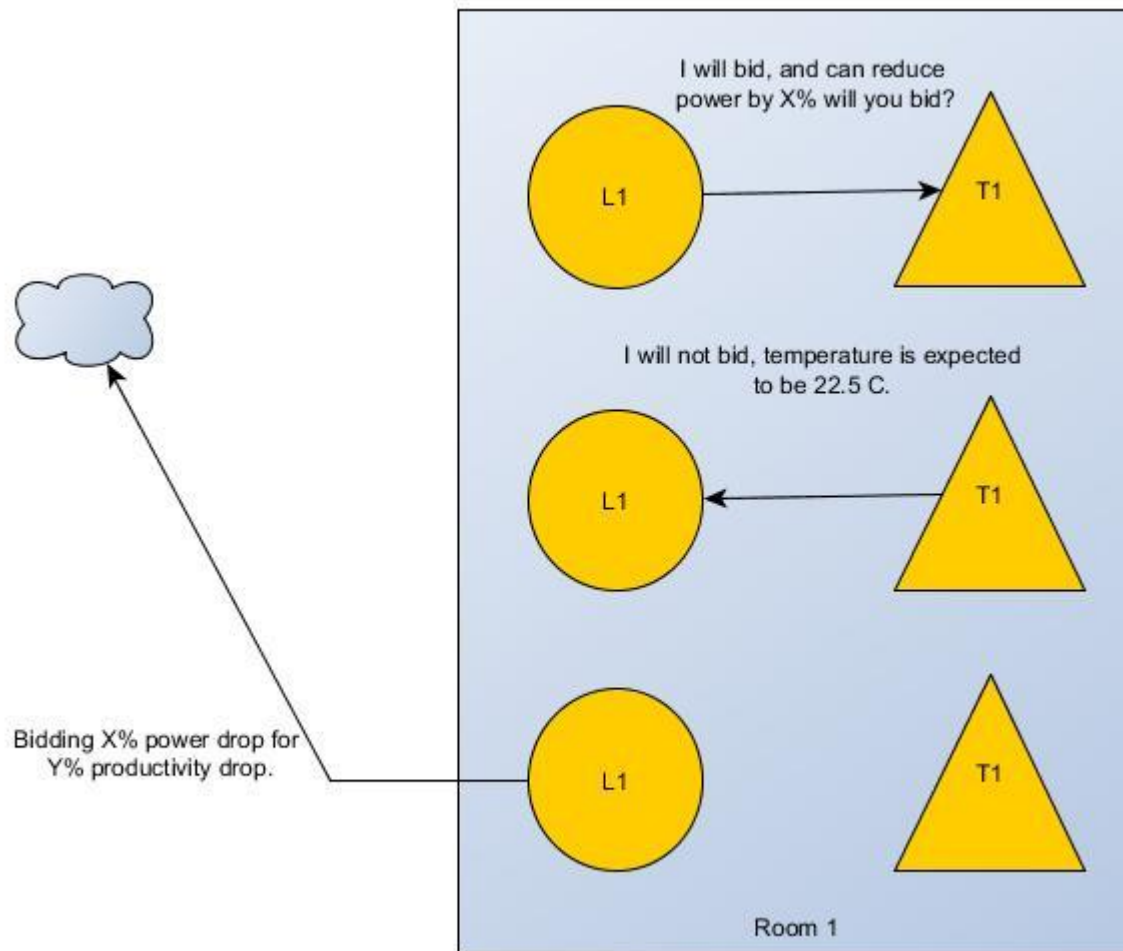 I will bid, and can reduce
power by X% will you bid?
L1
T1
I will not bid, temperature is expected
to be 22.5 C.
L1
T1
Bidding X% power drop for
Y% productivity drop.
L1
T1
Room 1